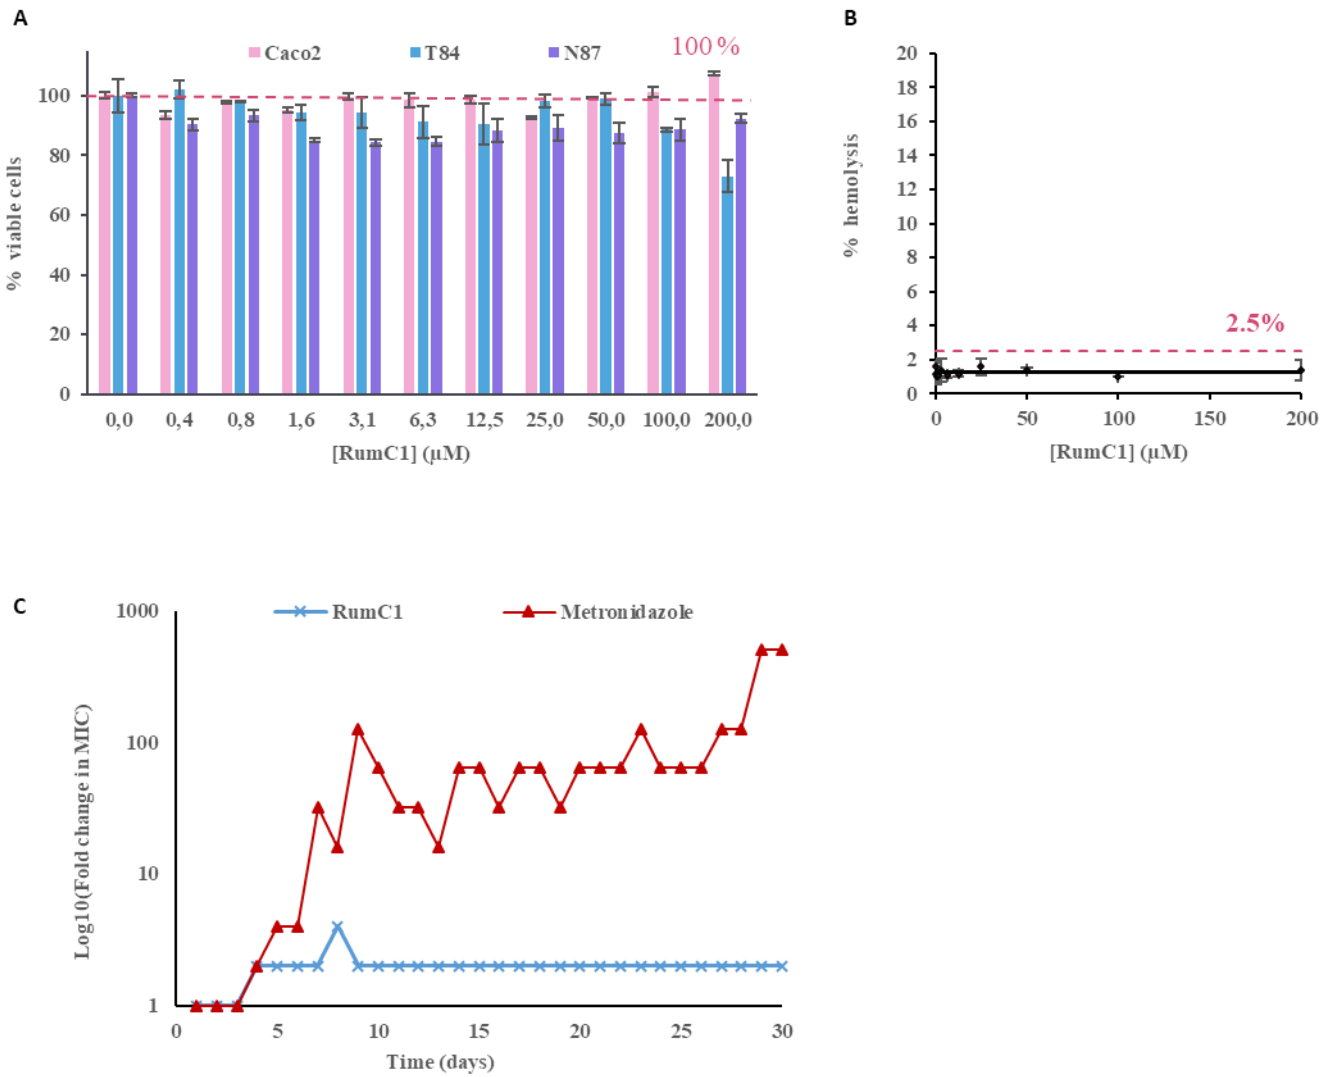 A
Caco2 T84 N87 100%
100
80
60
40
20
0
% viable cells
0,0 0,4 0,8 1,6 3,1 6,3 12,5 25,0 50,0 100,0 200,0
[RumC1] (µM)
B
20
18
16
14
12
10
8
6
4
2
0
% hemolysis
2.5%
0 50 100 150 200
[RumC1] (µM)
C
RumC1 Metronidazole
1000
100
10
1
Log10(Fold change in MIC)
0 5 10 15 20 25 30
Time (days)